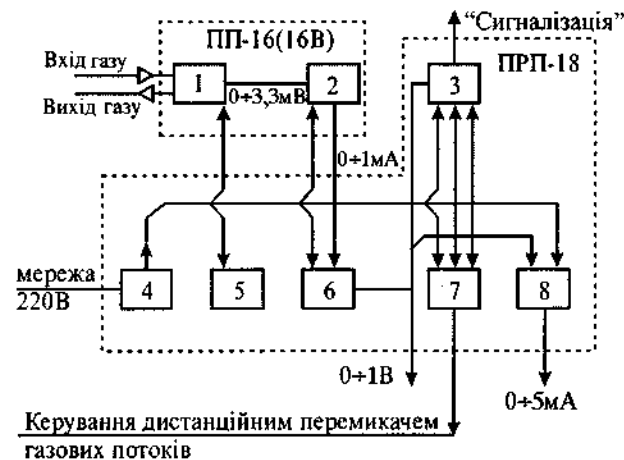 “Сигналізація”
ПП-16(16В)
ПРП-18
Вхід газу
1
2
3
0÷3,3мВ
Вихід газу
0÷1мА
мережа
220В
4
5
6
7
8
0÷1В
0÷5мА
Керування дистанційним перемикачем
газових потоків